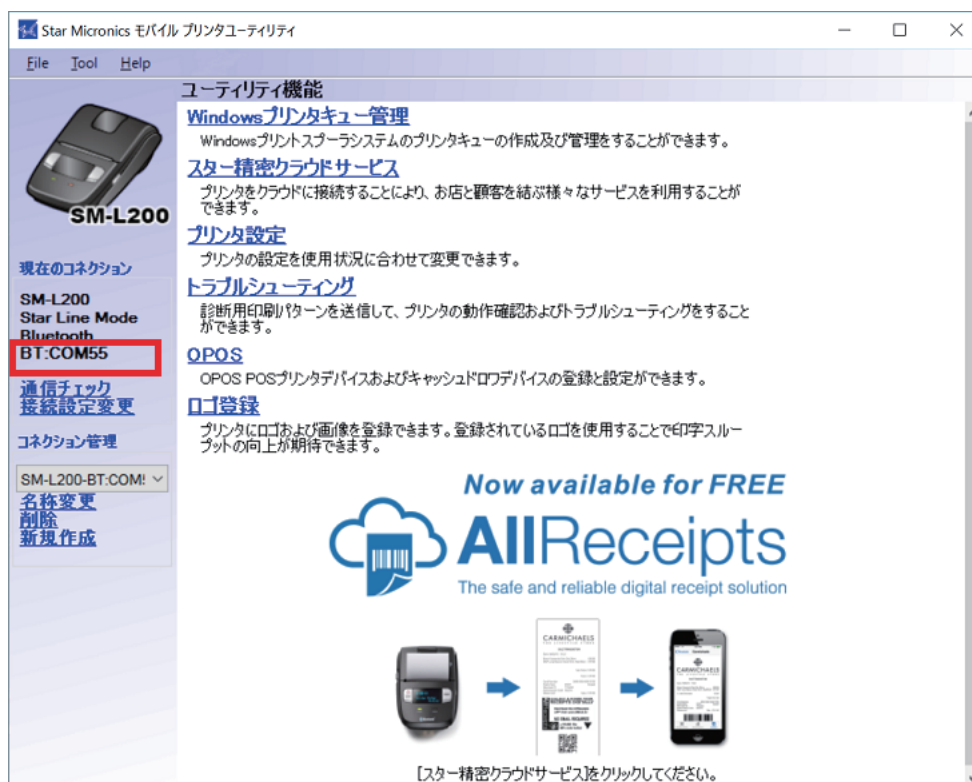 Star Micronics モバイル プリンタユーティリティ
File Tool Help
SM-L200
現在のコネクション
SM-L200
Star Line Mode
Bluetooth
BT:COM55
通信チェック
接続設定変更
コネクション管理
SM-L200-BT:COM!
名称変更
削除
新規作成
ユーティリティ機能
Windowsプリンタキュー管理
Windowsプリントスプーラシステムのプリンタキューの作成及び管理をすることができます。
スター精密クラウドサービス
プリンタをクラウドに接続することにより、お店と顧客を結ぶ様々なサービスを利用することが
できます。
プリンタ設定
プリンタの設定を使用状況に合わせて変更できます。
トラブルシューティング
診断用印刷パターンを送信して、プリンタの動作確認およびトラブルシューティングをすること
ができます。
OPOS
OPOS POSプリンタデバイスおよびキャッシュドロワデバイスの登録と設定ができます。
ロゴ登録
プリンタにロゴおよび画像を登録できます。登録されているロゴを使用することで印字スルー
プットの向上が期待できます。
Now available for FREE
AllReceipts
The safe and reliable digital receipt solution
CARMICHAELS
CARMICHAELS
[スター精密クラウドサービス]をクリックしてください。